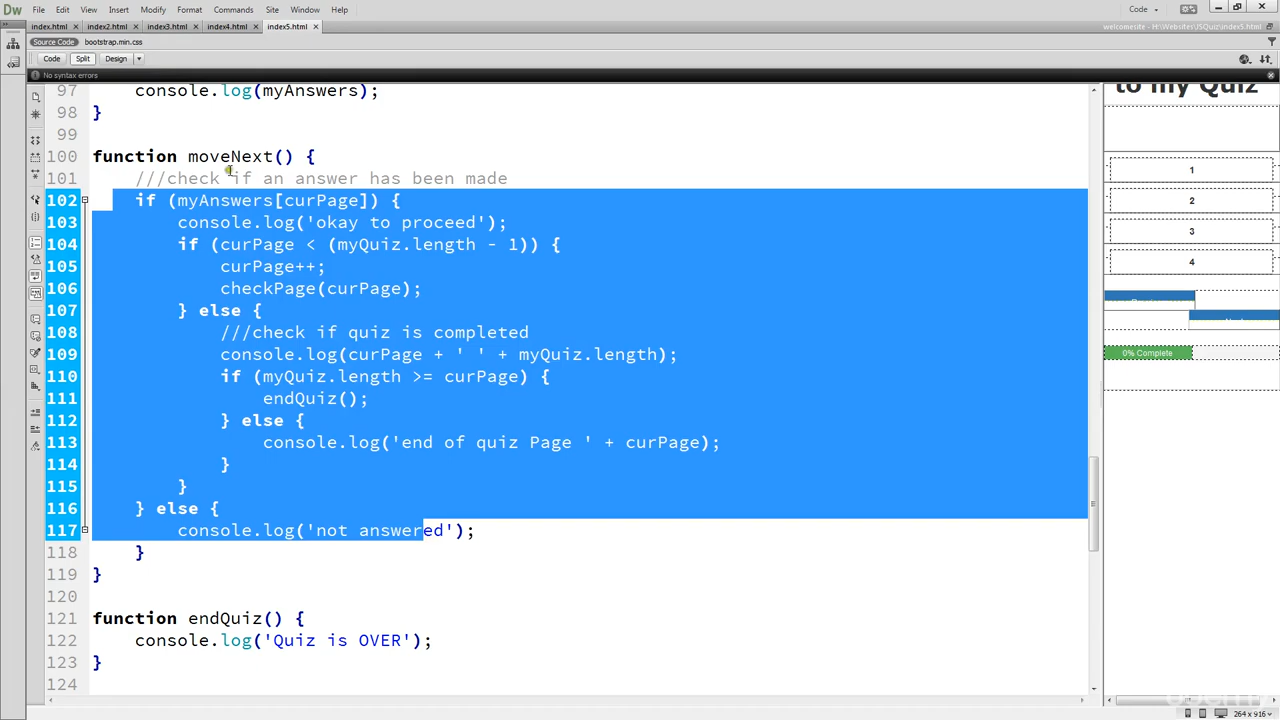 Dw File Edit View Insert Modify Format Commands Site Window Help Code
index.html × index2.html × index3.html × index4.html × index5.html ×
welcomesite - H:\Websites\JSQuiz\index5.html
Source Code bootstrap.min.css
Code Split Design
No syntax errors
97 console.log(myAnswers);
98 }
99
100 function moveNext() {
101 ///check if an answer has been made
102 if (myAnswers[curPage]) {
103 console.log('okay to proceed');
104 if (curPage < (myQuiz.length - 1)) {
105 curPage++;
106 checkPage(curPage);
107 } else {
108 ///check if quiz is completed
109 console.log(curPage + ' ' + myQuiz.length);
110 if (myQuiz.length >= curPage) {
111 endQuiz();
112 } else {
113 console.log('end of quiz Page ' + curPage);
114 }
115 }
116 } else {
117 console.log('not answered');
118 }
119 }
120
121 function endQuiz() {
122 console.log('Quiz is OVER');
123 }
124
to my Quiz
1
2
3
4
0% Complete
264 x 916